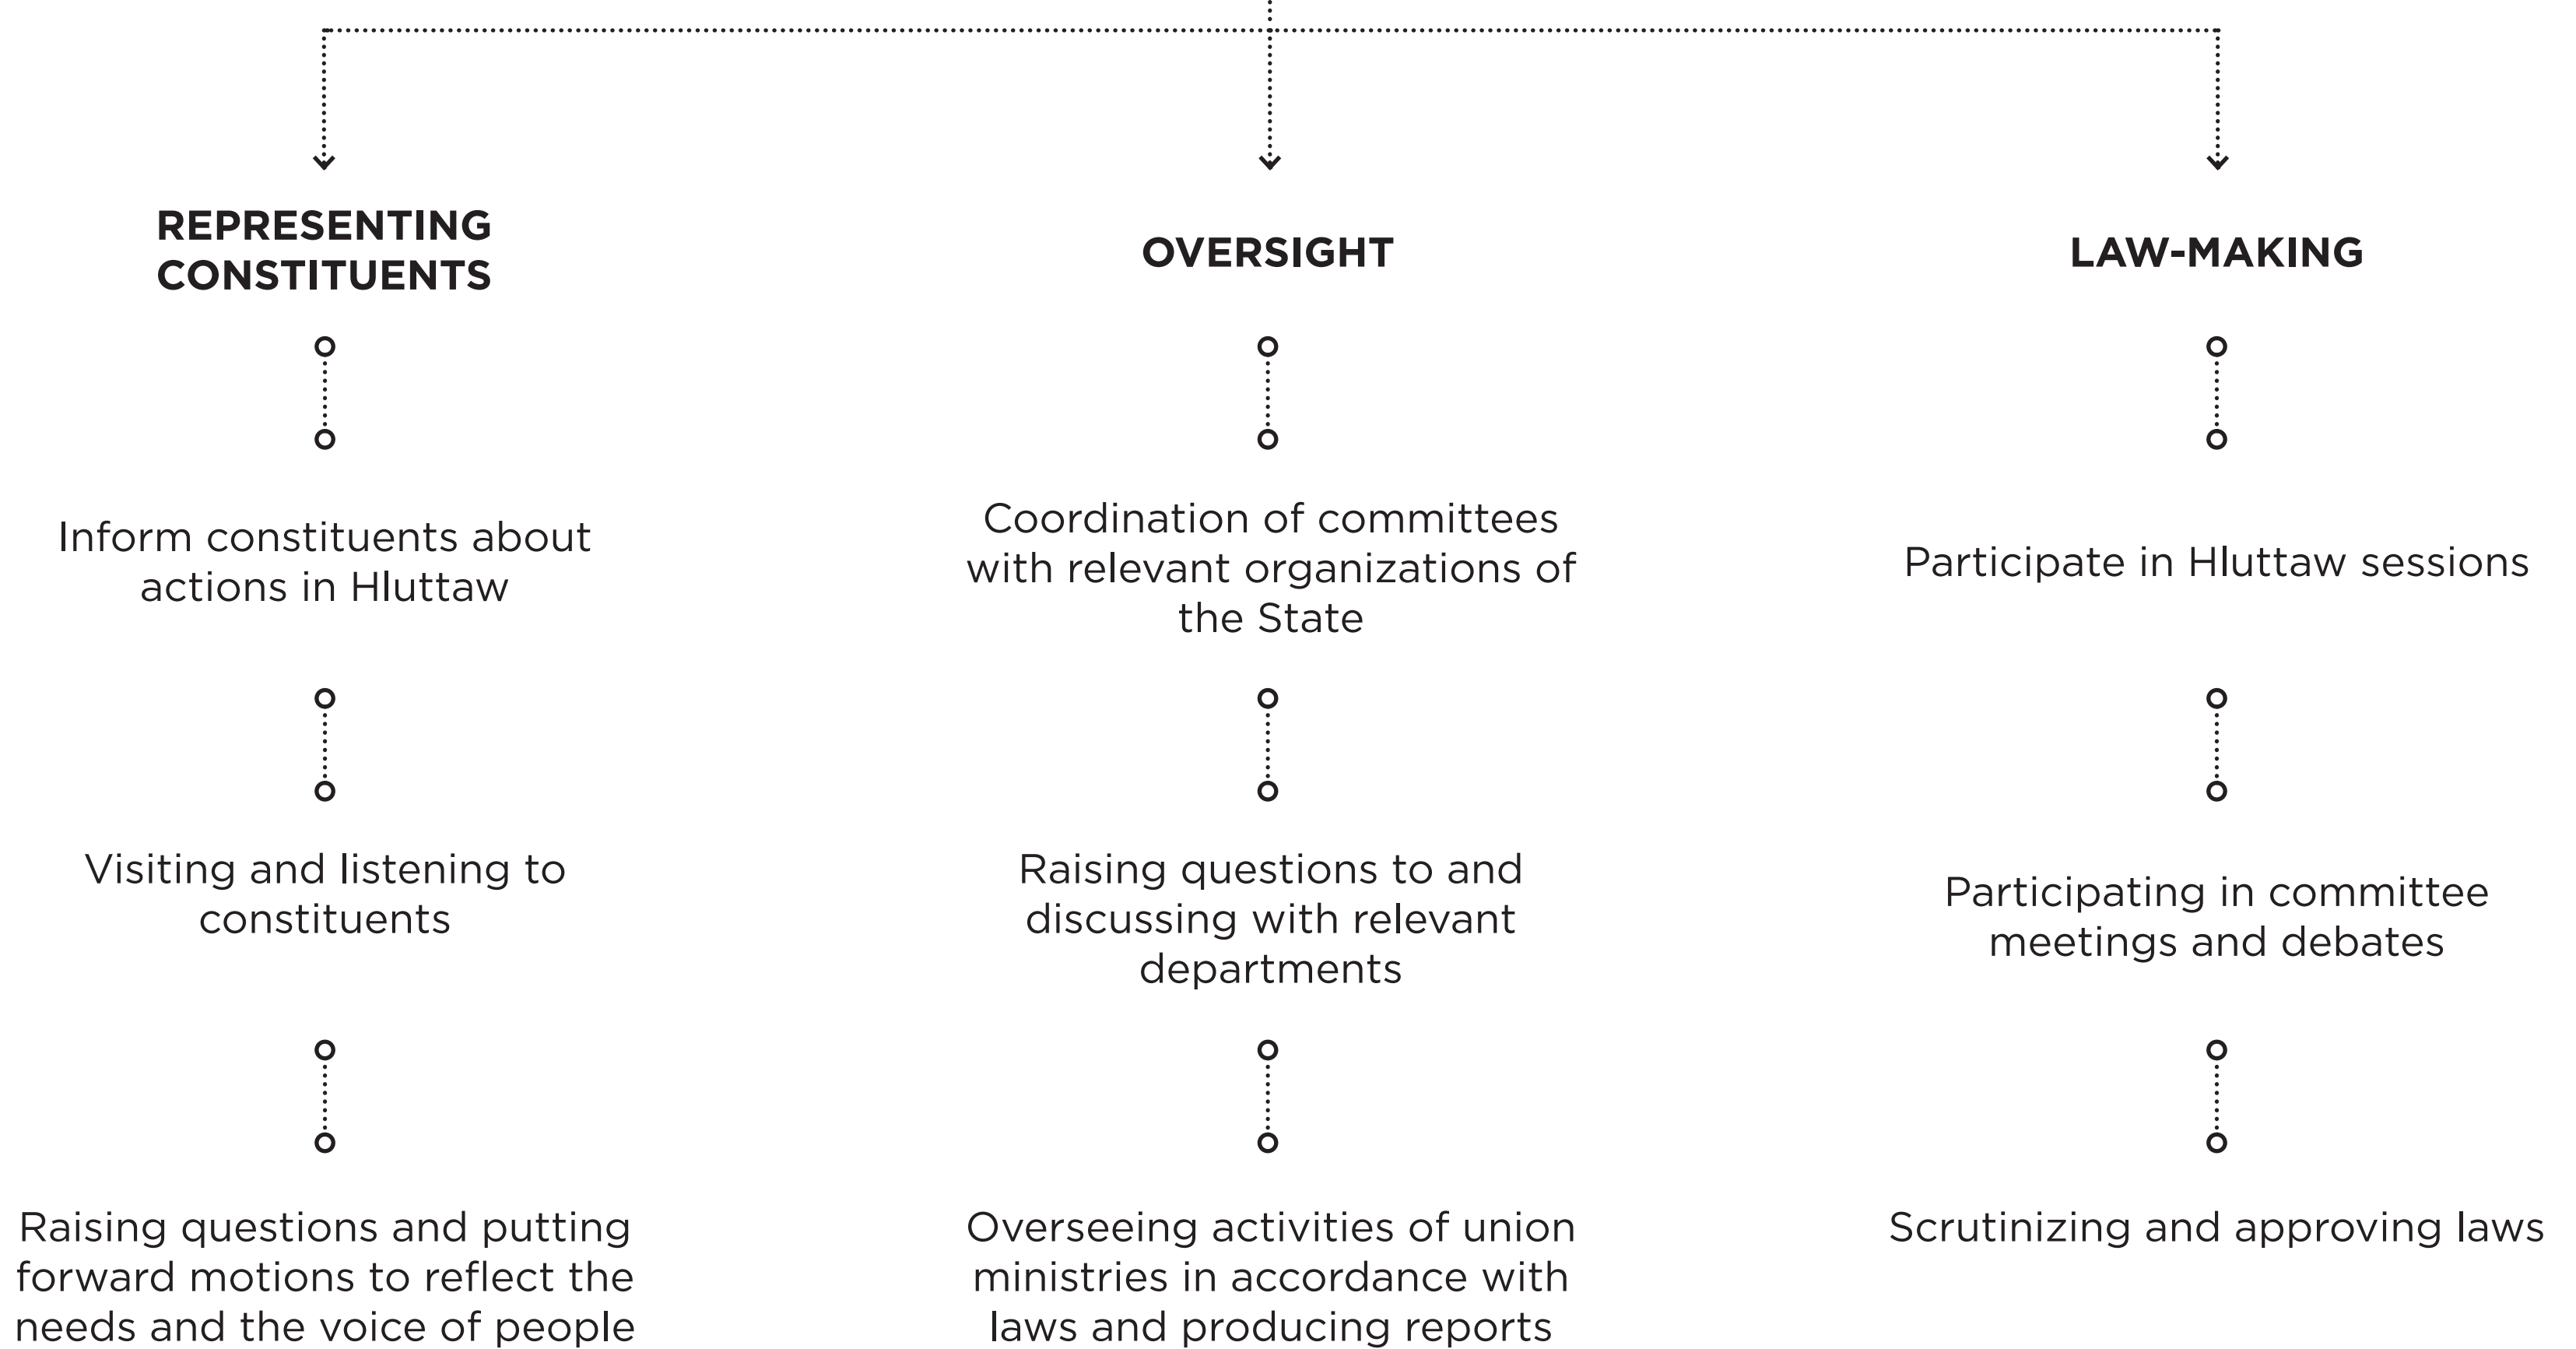 REPRESENTING
CONSTITUENTS
Inform constituents about
actions in Hluttaw
Visiting and listening to
constituents
Raising questions and putting
forward motions to reflect the
needs and the voice of people
OVERSIGHT
Coordination of committees
with relevant organizations of
the State
Raising questions to and
discussing with relevant
departments
Overseeing activities of union
ministries in accordance with
laws and producing reports
LAW-MAKING
Participate in Hluttaw sessions
Participating in committee
meetings and debates
Scrutinizing and approving laws